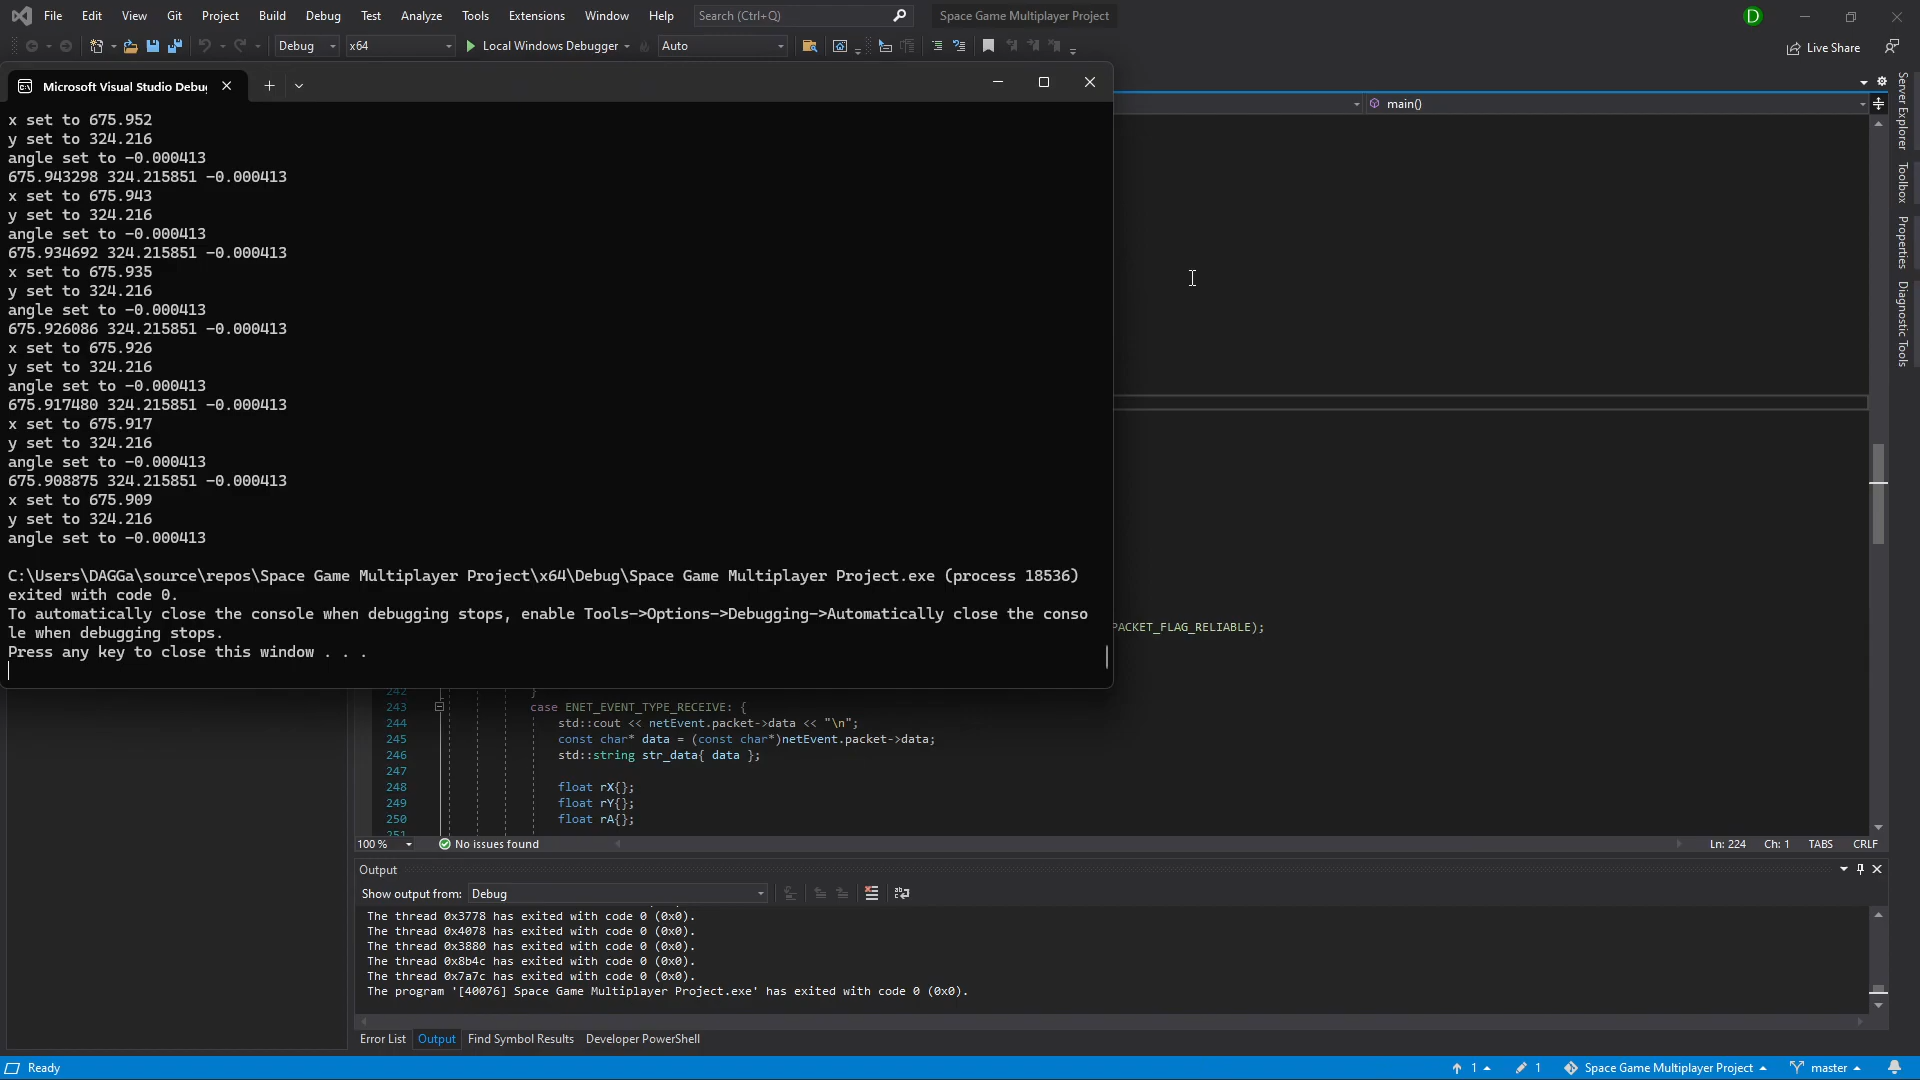 File Edit View Git Project Build Debug Test Analyze Tools Extensions Window Help Search (Ctrl+Q) Space Game Multiplayer Project D
Debug x64 Local Windows Debugger Auto Live Share
Microsoft Visual Studio Debug
main()
x set to 675.952
y set to 324.216
angle set to -0.000413
675.943298 324.215851 -0.000413
x set to 675.943
y set to 324.216
angle set to -0.000413
675.934692 324.215851 -0.000413
x set to 675.935
y set to 324.216
angle set to -0.000413
675.926086 324.215851 -0.000413
x set to 675.926
y set to 324.216
angle set to -0.000413
675.917480 324.215851 -0.000413
x set to 675.917
y set to 324.216
angle set to -0.000413
675.908875 324.215851 -0.000413
x set to 675.909
y set to 324.216
angle set to -0.000413
C:\Users\DAGGa\source\repos\Space Game Multiplayer Project\x64\Debug\Space Game Multiplayer Project.exe (process 18536)
exited with code 0.
To automatically close the console when debugging stops, enable Tools->Options->Debugging->Automatically close the conso
le when debugging stops.
Press any key to close this window . . .
PACKET_FLAG_RELIABLE);
242 }
243 case ENET_EVENT_TYPE_RECEIVE: {
244 std::cout << netEvent.packet->data << "\n";
245 const char* data = (const char*)netEvent.packet->data;
246 std::string str_data{ data };
247
248 float rX{};
249 float rY{};
250 float rA{};
251
100 % No issues found Ln: 224 Ch: 1 TABS CRLF
Output
Show output from: Debug
The thread 0x3778 has exited with code 0 (0x0).
The thread 0x4078 has exited with code 0 (0x0).
The thread 0x3880 has exited with code 0 (0x0).
The thread 0x8b4c has exited with code 0 (0x0).
The thread 0x7a7c has exited with code 0 (0x0).
The program '[40076] Space Game Multiplayer Project.exe' has exited with code 0 (0x0).
Error List Output Find Symbol Results Developer PowerShell
Ready 1 1 Space Game Multiplayer Project master
Server Explorer
Toolbox
Properties
Diagnostic Tools